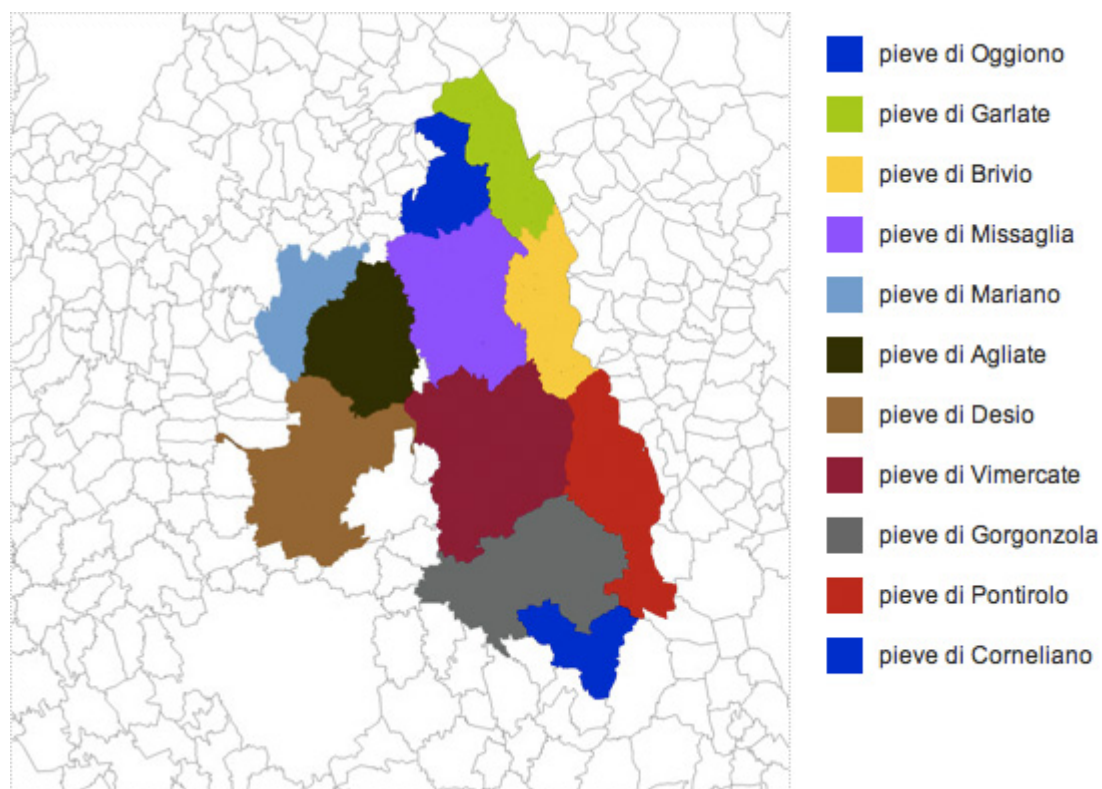 pieve di Oggiono
pieve di Garlate
pieve di Brivio
pieve di Missaglia
pieve di Mariano
pieve di Agliate
pieve di Desio
pieve di Vimercate
pieve di Gorgonzola
pieve di Pontirolo
pieve di Corneliano